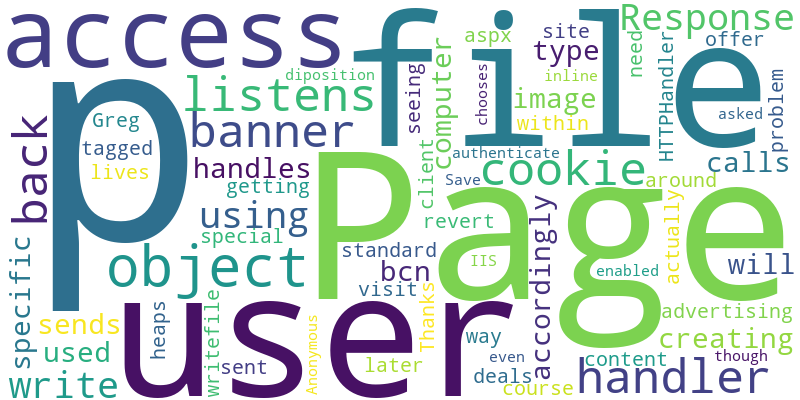 access
file
Response
p
listens
diposition
computer
seeing
aspx
site
type
chooses
inline
need
HTTPHandler
offer
problem
image
within
asked
back
Greg
tagged
lives
banner
handles
getting
using
special
object
Page
client
authenticate
Save
cookie
revert
calls
around
accordingly
actually
will
standard
bcn
visit
IIS
enabled
specific
sends
used
write
heaps
writefile
sent
user
Anonymous
later
Thanks
way
even
deals
course
content
advertising
creating
though
handler